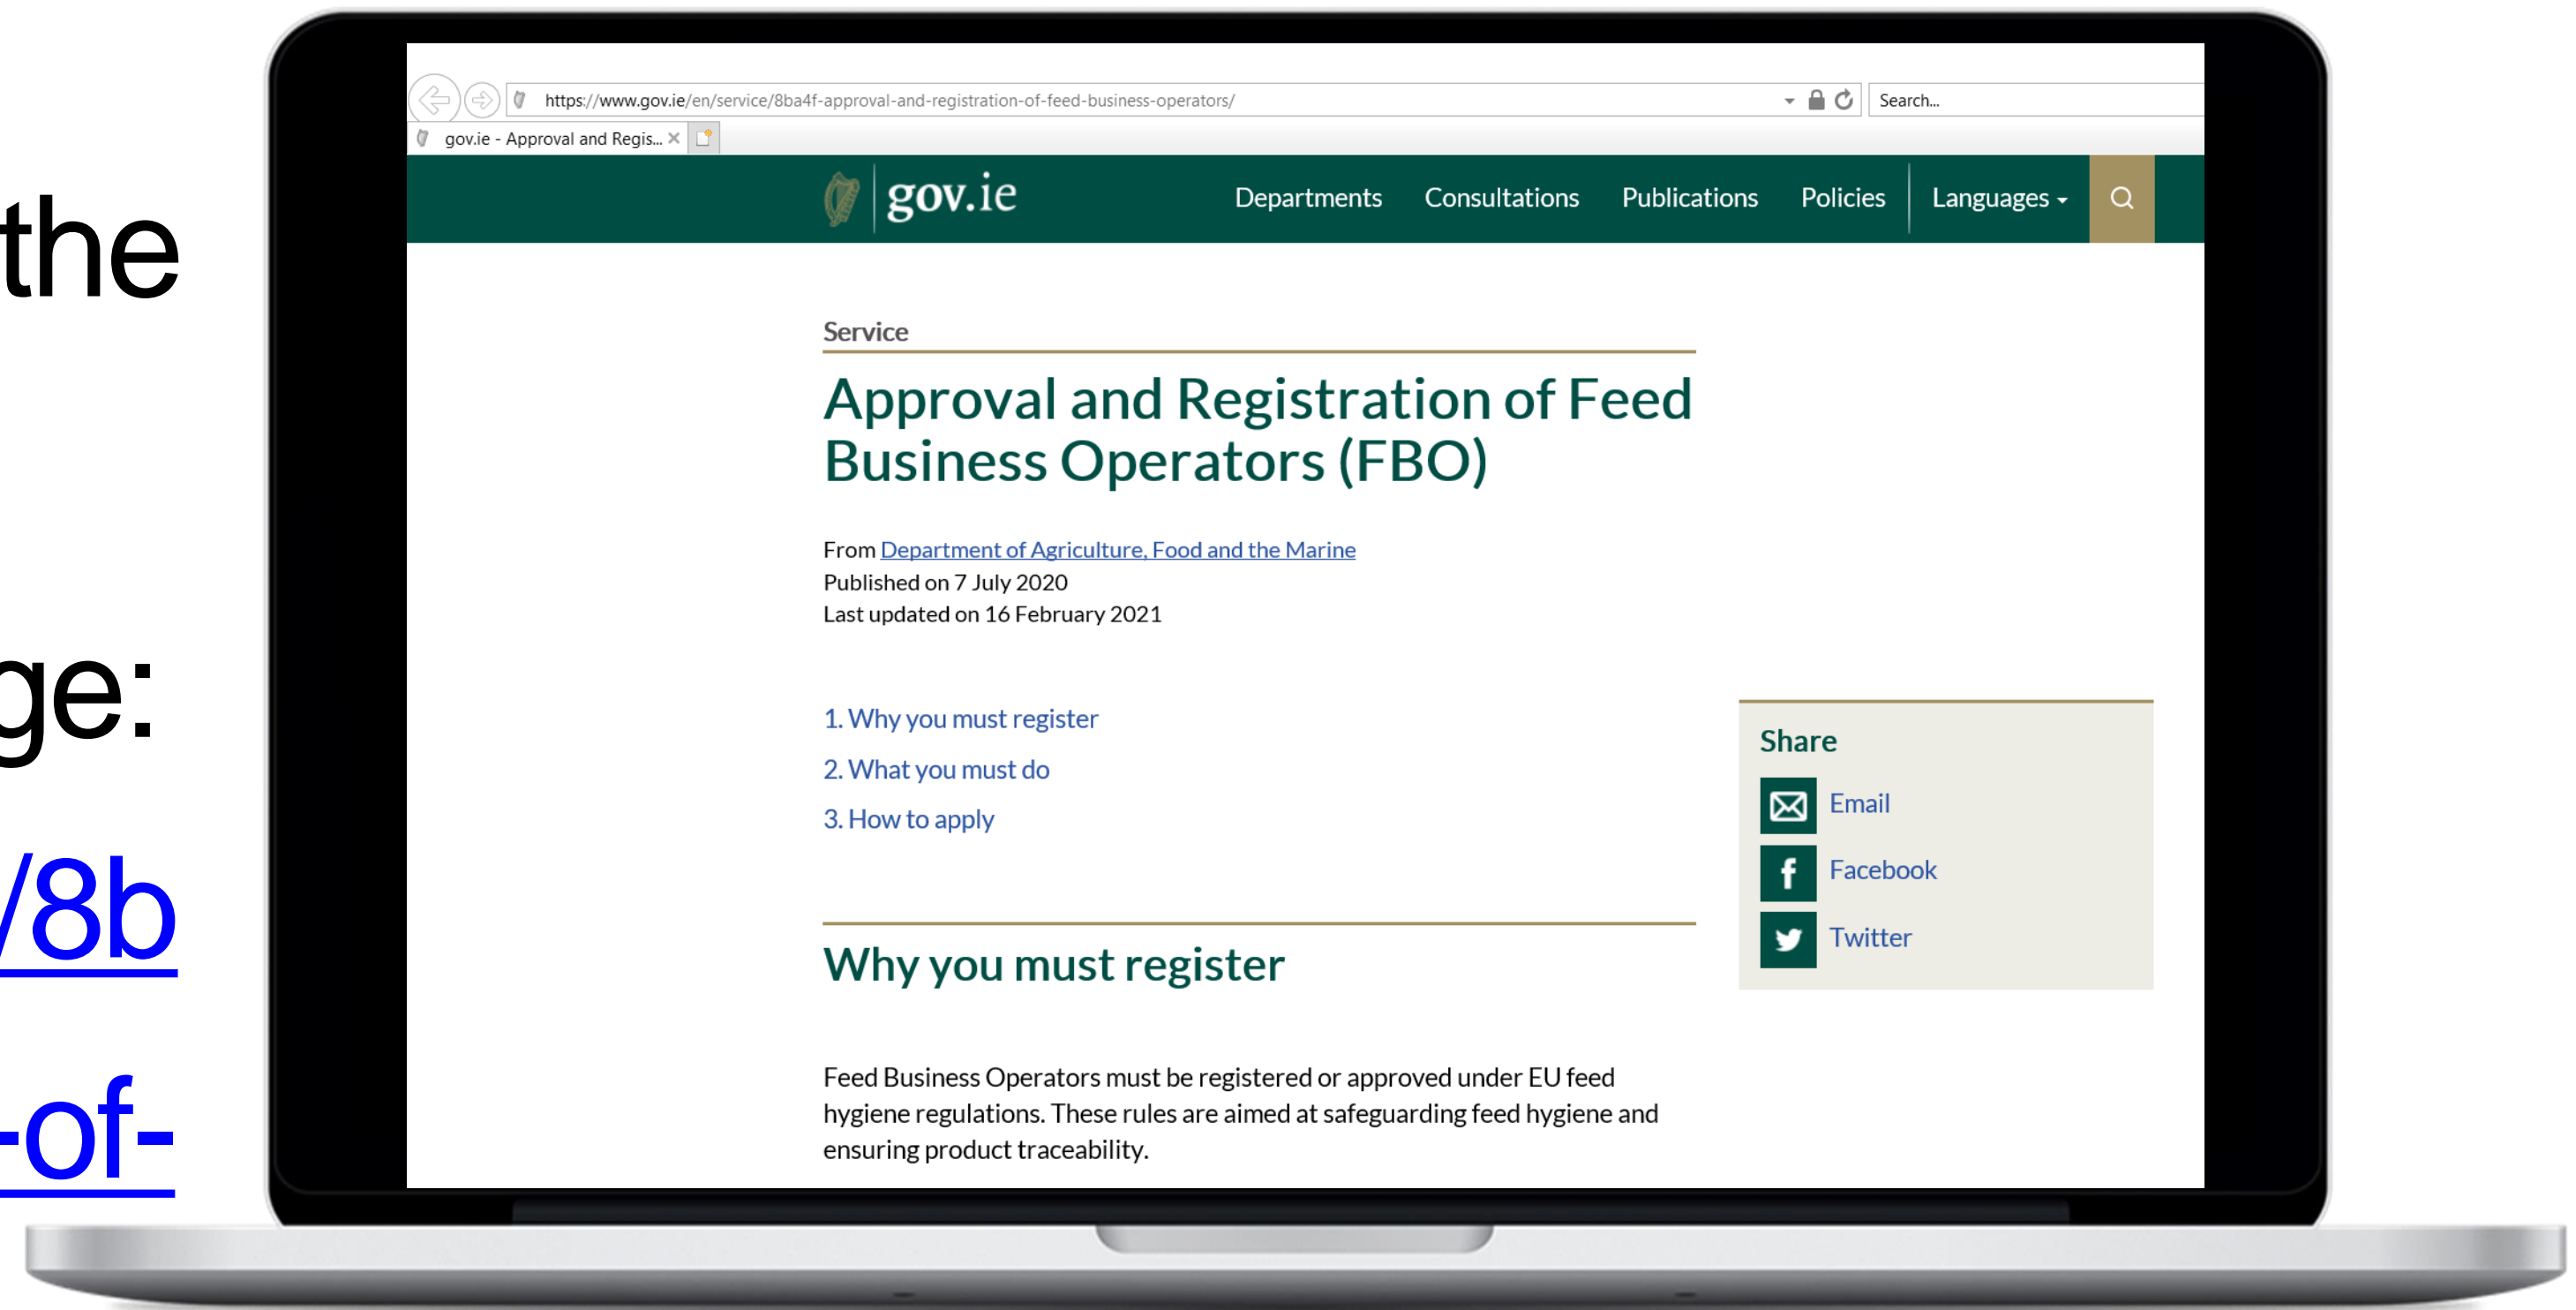 the
ge:
/8b
-of-
https://www.gov.ie/en/service/8ba4f-approval-and-registration-of-feed-business-operators/
Search...
gov.ie - Approval and Regis...
gov.ie
Departments Consultations Publications Policies Languages
Service
Approval and Registration of Feed
Business Operators (FBO)
From Department of Agriculture, Food and the Marine
Published on 7 July 2020
Last updated on 16 February 2021
1. Why you must register
2. What you must do
3. How to apply
Share
Email
Facebook
Twitter
Why you must register
Feed Business Operators must be registered or approved under EU feed
hygiene regulations. These rules are aimed at safeguarding feed hygiene and
ensuring product traceability.